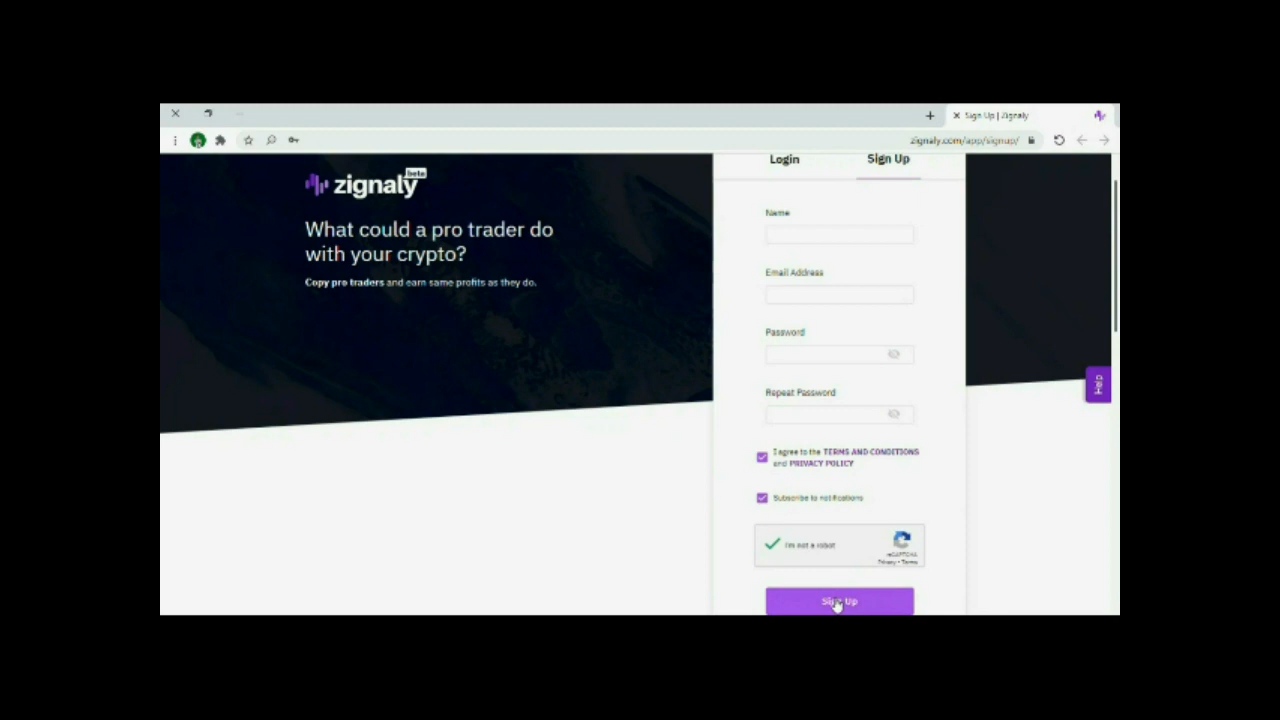 Sign Up | Zignaly
zignaly.com/app/signup/
zignaly beta
What could a pro trader do
with your crypto?
Copy pro traders and earn same profits as they do.
Login
Sign Up
Name
Email Address
Password
Repeat Password
I agree to the TERMS AND CONDITIONS
and PRIVACY POLICY
Subscribe to notifications
I'm not a robot
reCAPTCHA
Privacy • Terms
Sign Up